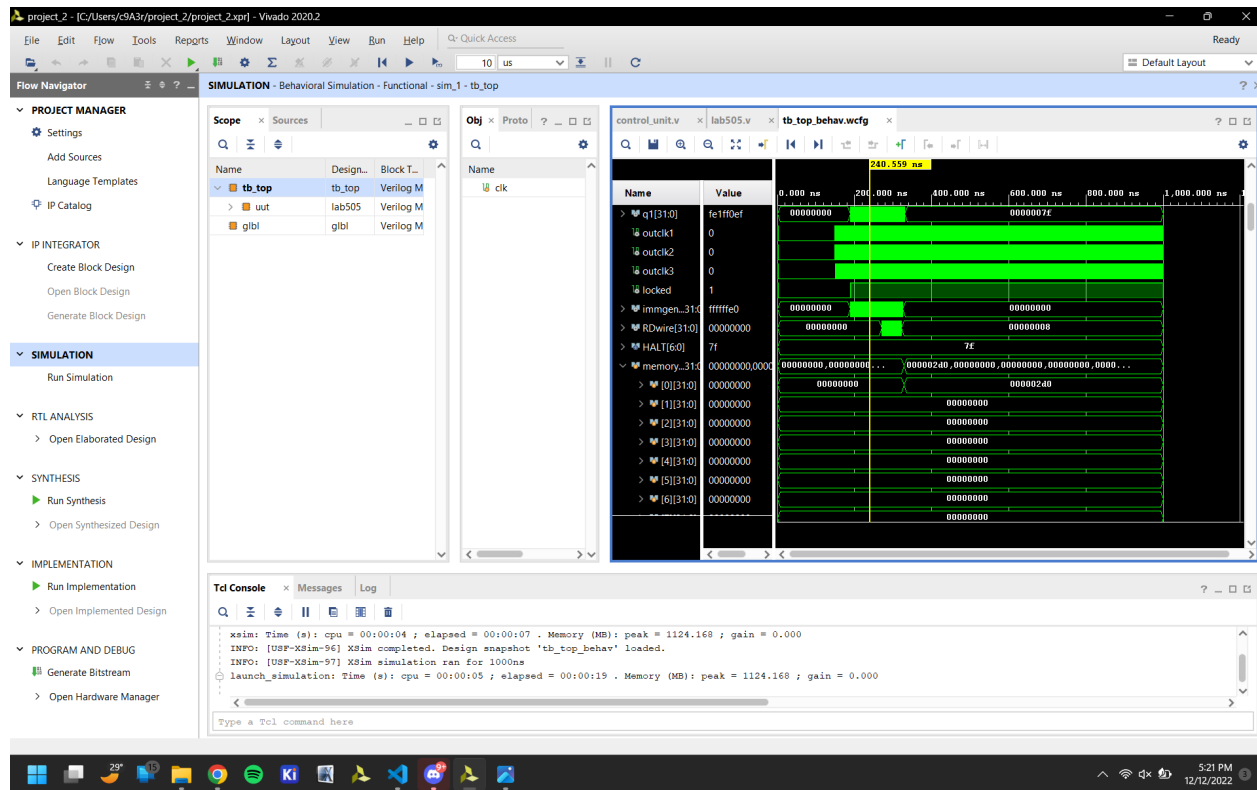 project_2 - [C:/Users/c9A3r/project_2/project_2.xpr] - Vivado 2020.2
File Edit Flow Tools Reports Window Layout View Run Help Quick Access Ready
10 us Default Layout
Flow Navigator
SIMULATION - Behavioral Simulation - Functional - sim_1 - tb_top
PROJECT MANAGER
Settings
Add Sources
Language Templates
IP Catalog
IP INTEGRATOR
Create Block Design
Open Block Design
Generate Block Design
SIMULATION
Run Simulation
RTL ANALYSIS
Open Elaborated Design
SYNTHESIS
Run Synthesis
Open Synthesized Design
IMPLEMENTATION
Run Implementation
Open Implemented Design
PROGRAM AND DEBUG
Generate Bitstream
Open Hardware Manager
Scope Sources
Name Design... Block T...
tb_top tb_top Verilog M
uut lab505 Verilog M
glbl glbl Verilog M
Obj Proto
Name
clk
control_unit.v lab505.v tb_top_behav.wcfg
240.559 ns
Name Value 0.000 ns 200.000 ns 400.000 ns 600.000 ns 800.000 ns 1,000.000 ns
q1[31:0] fe1ff0ef 00000000 0000007f
outclk1 0
outclk2 0
outclk3 0
locked 1
immgen...31:0 ffffffe0 00000000 00000000
RDwire[31:0] 00000000 00000000 00000008
HALT[6:0] 7f 7f
memory...31:0 00000000,0000 00000000,00000000... 000002d0,00000000,00000000,00000000,0000...
[0][31:0] 00000000 00000000 000002d0
[1][31:0] 00000000 00000000
[2][31:0] 00000000 00000000
[3][31:0] 00000000 00000000
[4][31:0] 00000000 00000000
[5][31:0] 00000000 00000000
[6][31:0] 00000000 00000000
00000000
Tcl Console Messages Log
xsim: Time (s): cpu = 00:00:04 ; elapsed = 00:00:07 . Memory (MB): peak = 1124.168 ; gain = 0.000
INFO: [USF-XSim-96] XSim completed. Design snapshot 'tb_top_behav' loaded.
INFO: [USF-XSim-97] XSim simulation ran for 1000ns
launch_simulation: Time (s): cpu = 00:00:05 ; elapsed = 00:00:19 . Memory (MB): peak = 1124.168 ; gain = 0.000
Type a Tcl command here
29°
15
Ki
9+
5:21 PM
12/12/2022
3